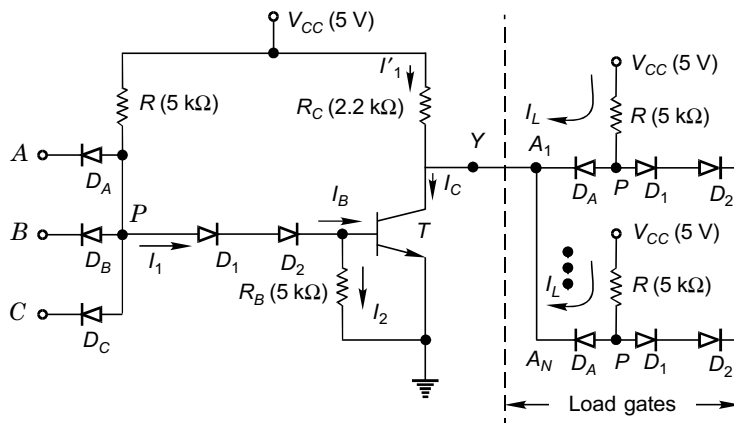 V_CC (5 V)
R (5 kΩ)
I'_1
R_C (2.2 kΩ)
A
D_A
B
D_B
C
D_C
P
I_1
D_1
D_2
I_B
R_B (5 kΩ)
I_2
T
I_C
Y
V_CC (5 V)
I_L
R (5 kΩ)
A_1
D_A
P
D_1
D_2
V_CC (5 V)
I_L
R (5 kΩ)
A_N
D_A
P
D_1
D_2
Load gates